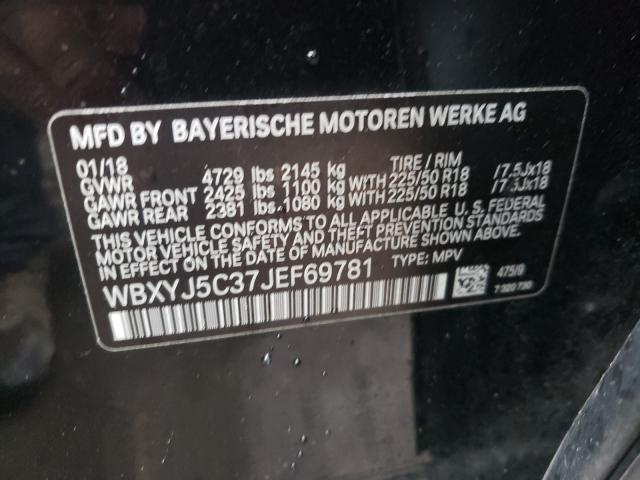 MFD BY BAYERISCHE MOTOREN WERKE AG
01/18 TIRE / RIM
GVWR 4729 lbs 2145 kg
GAWR FRONT 2425 lbs 1100 kg WITH 225/50 R18 /7.5Jx18
GAWR REAR 2381 lbs 1080 kg WITH 225/50 R18 /7.5Jx18
THIS VEHICLE CONFORMS TO ALL APPLICABLE U. S. FEDERAL
MOTOR VEHICLE SAFETY AND THEFT PREVENTION STANDARDS
IN EFFECT ON THE DATE OF MANUFACTURE SHOWN ABOVE.
WBXYJ5C37JEF69781 TYPE: MPV
475/9